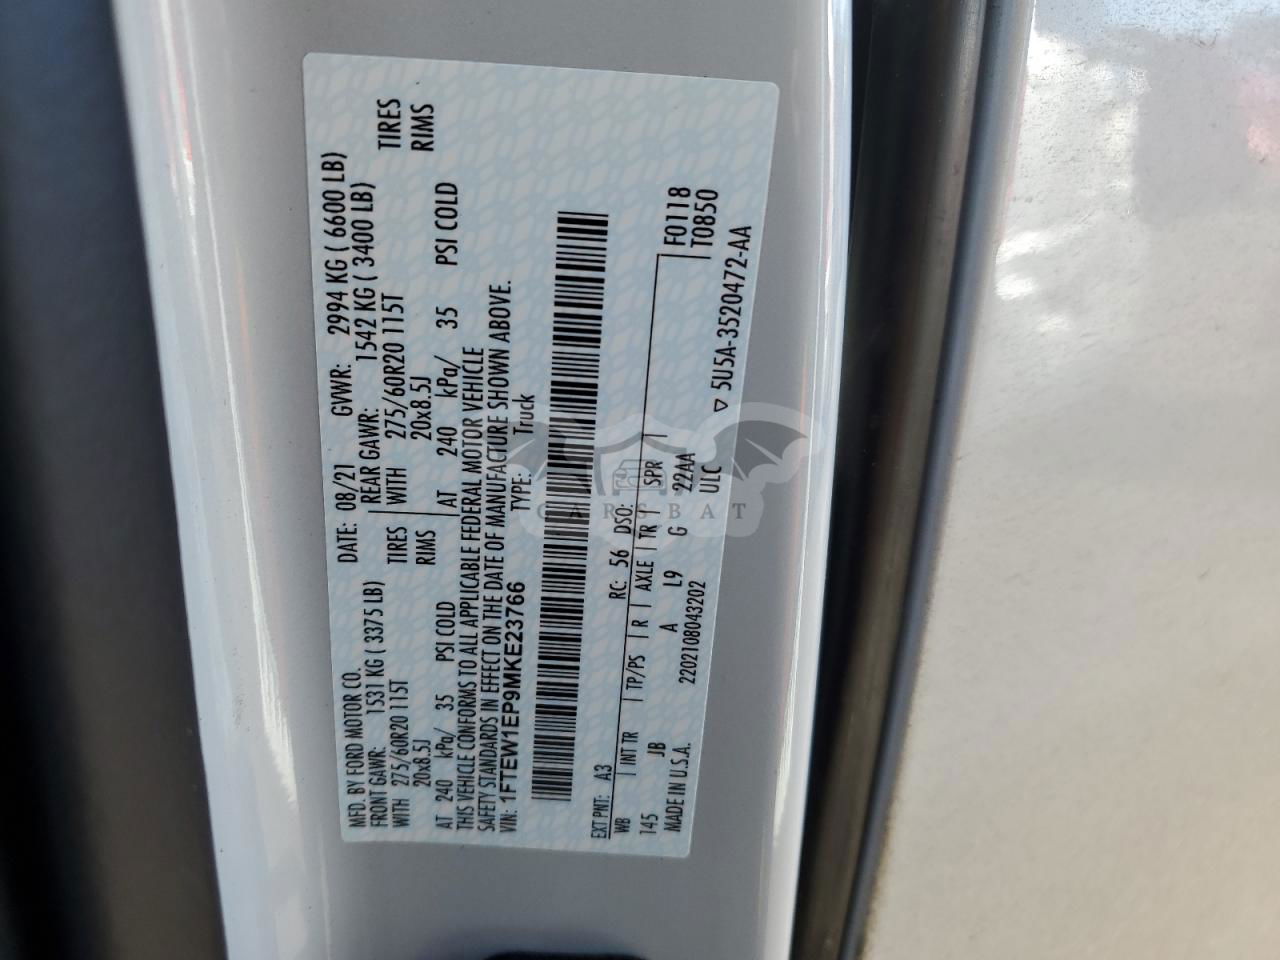 MFD. BY FORD MOTOR CO. DATE: 08/21 GVWR: 2994 KG ( 6600 LB)
FRONT GAWR: 1531 KG ( 3375 LB) REAR GAWR: 1542 KG ( 3400 LB)
WITH 275/60R20 115T TIRES WITH 275/60R20 115T TIRES
20x8.5J RIMS 20x8.5J RIMS
AT 240 kPa/ 35 PSI COLD AT 240 kPa/ 35 PSI COLD
THIS VEHICLE CONFORMS TO ALL APPLICABLE FEDERAL MOTOR VEHICLE
SAFETY STANDARDS IN EFFECT ON THE DATE OF MANUFACTURE SHOWN ABOVE.
VIN: 1FTEW1EP9MKE23766 TYPE: Truck
EXT PNT: A3 RC: 56 DSO:
WB INT TR TP/PS R AXLE TR SPR F0118
145 JB A L9 G 22AA T0850
MADE IN U.S.A. 2202108043202 ULC
▽ 5U5A-3520472-AA
CARSBAT